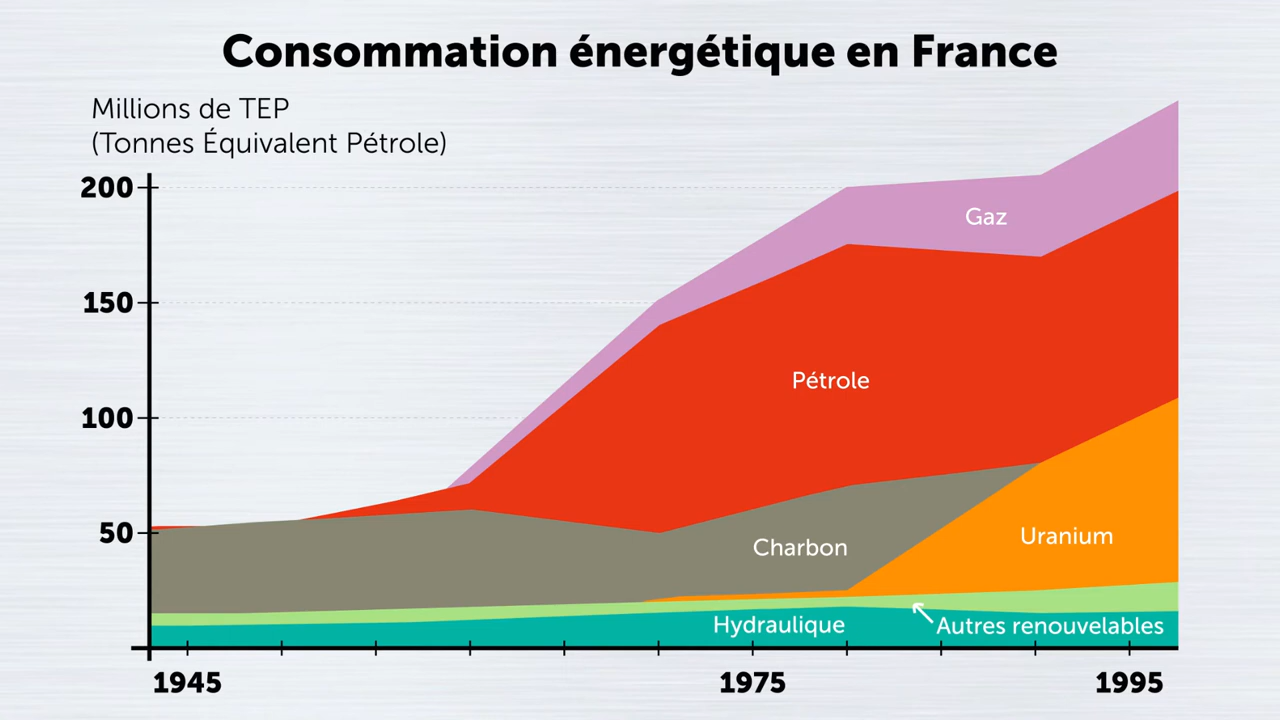 Consommation énergétique en France
Millions de TEP
(Tonnes Équivalent Pétrole)
200
150
100
50
Gaz
Pétrole
Charbon
Uranium
Hydraulique
Autres renouvelables
1945
1975
1995